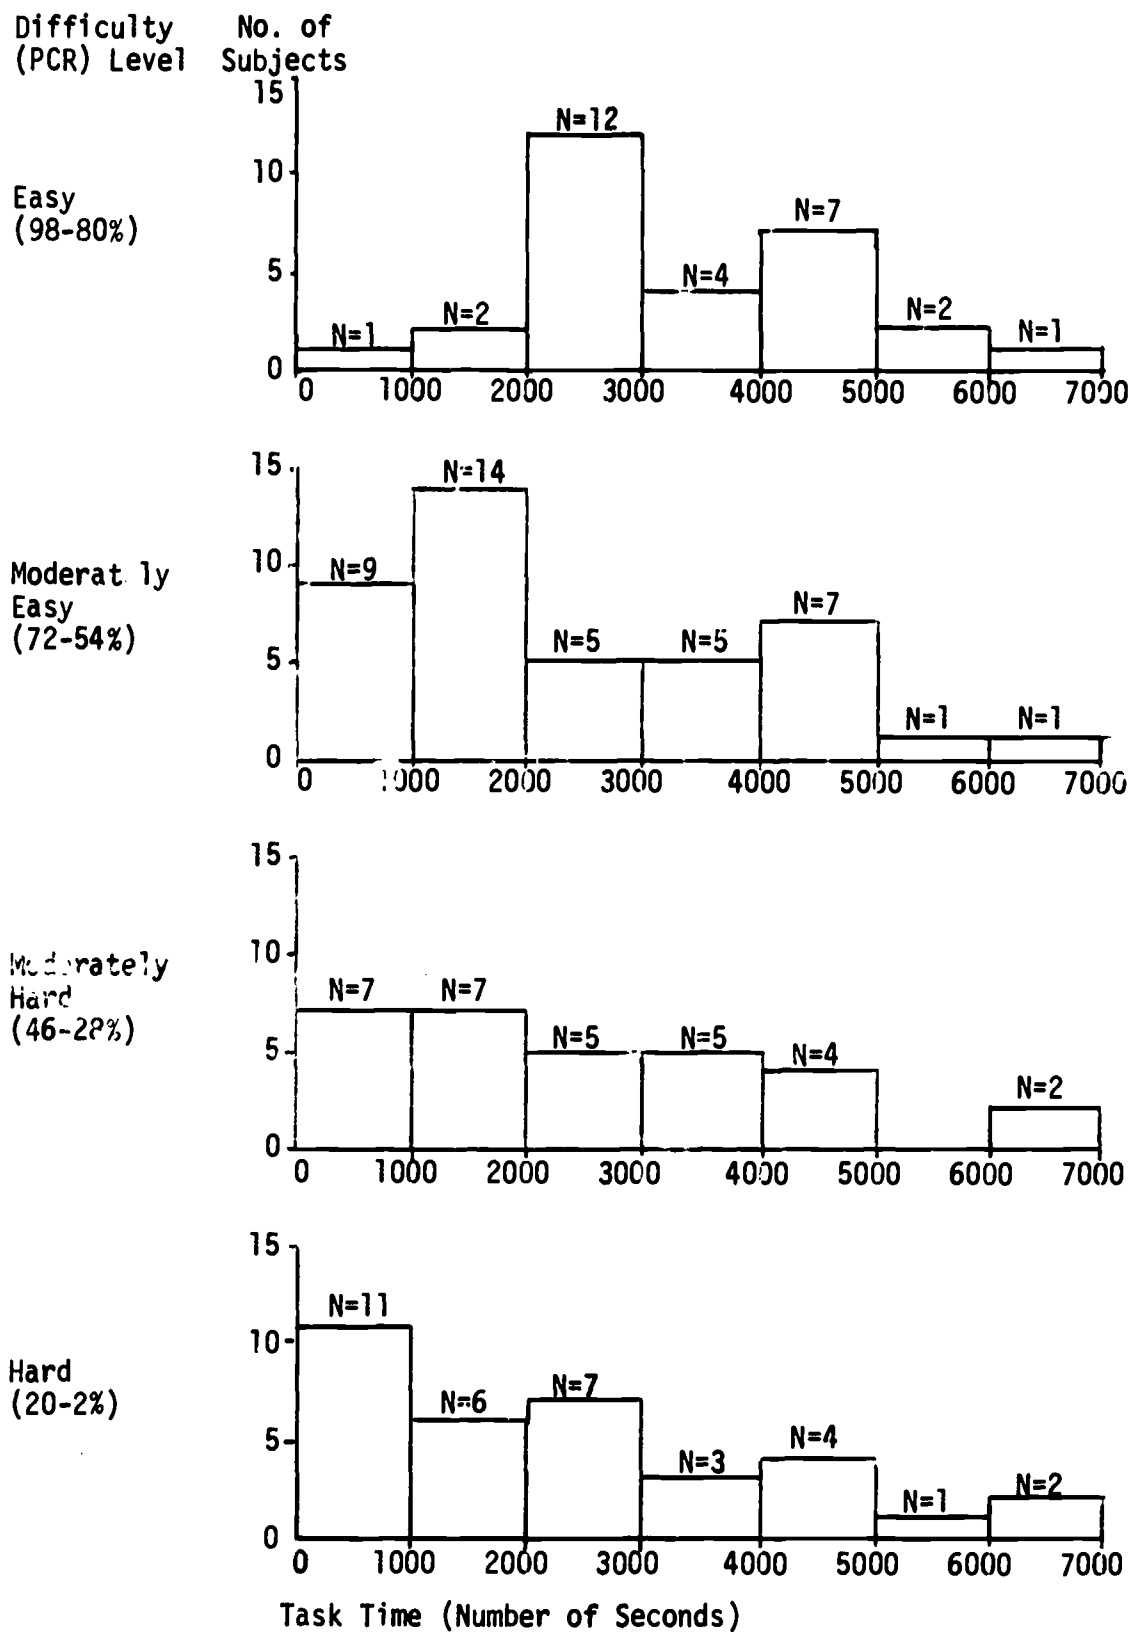 Difficulty No. of
(PCR) Level Subjects
15
N=12
10
Easy
(98-80%)
N=7
5
N=4
N=2
N=2
N=1
N=1
0
0 1000 2000 3000 4000 5000 6000 7000
15
N=14
10
N=9
Moderat ly
Easy
(72-54%)
N=7
5
N=5
N=5
N=1
N=1
0
0 1000 2000 3000 4000 5000 6000 7000
15
10
Moderately
Hard
(46-28%)
N=7
N=7
5
N=5
N=5
N=4
N=2
0
0 1000 2000 3000 4000 5000 6000 7000
15
N=11
10
Hard
(20-2%)
N=6
N=7
5
N=3
N=4
N=1
N=2
0
0 1000 2000 3000 4000 5000 6000 7000
Task Time (Number of Seconds)